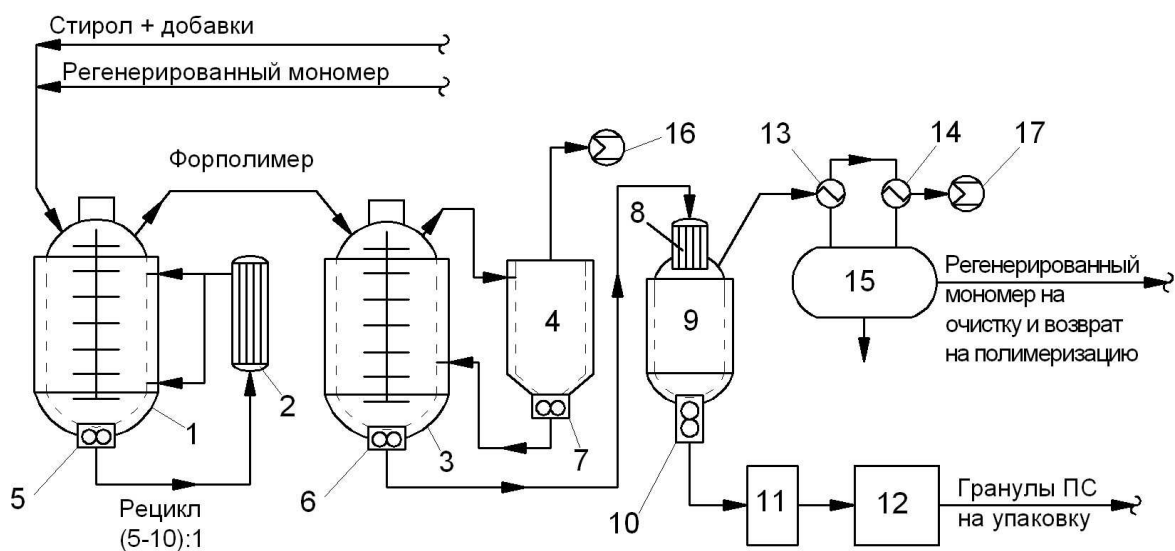 Стирол + добавки
Регенерированный мономер
Форполимер
16
13
14
17
8
4
9
15
Регенерированный
мономер на
очистку и возврат
на полимеризацию
1
2
3
5
6
7
10
11
12
Рецикл
(5-10):1
Гранулы ПС
на упаковку